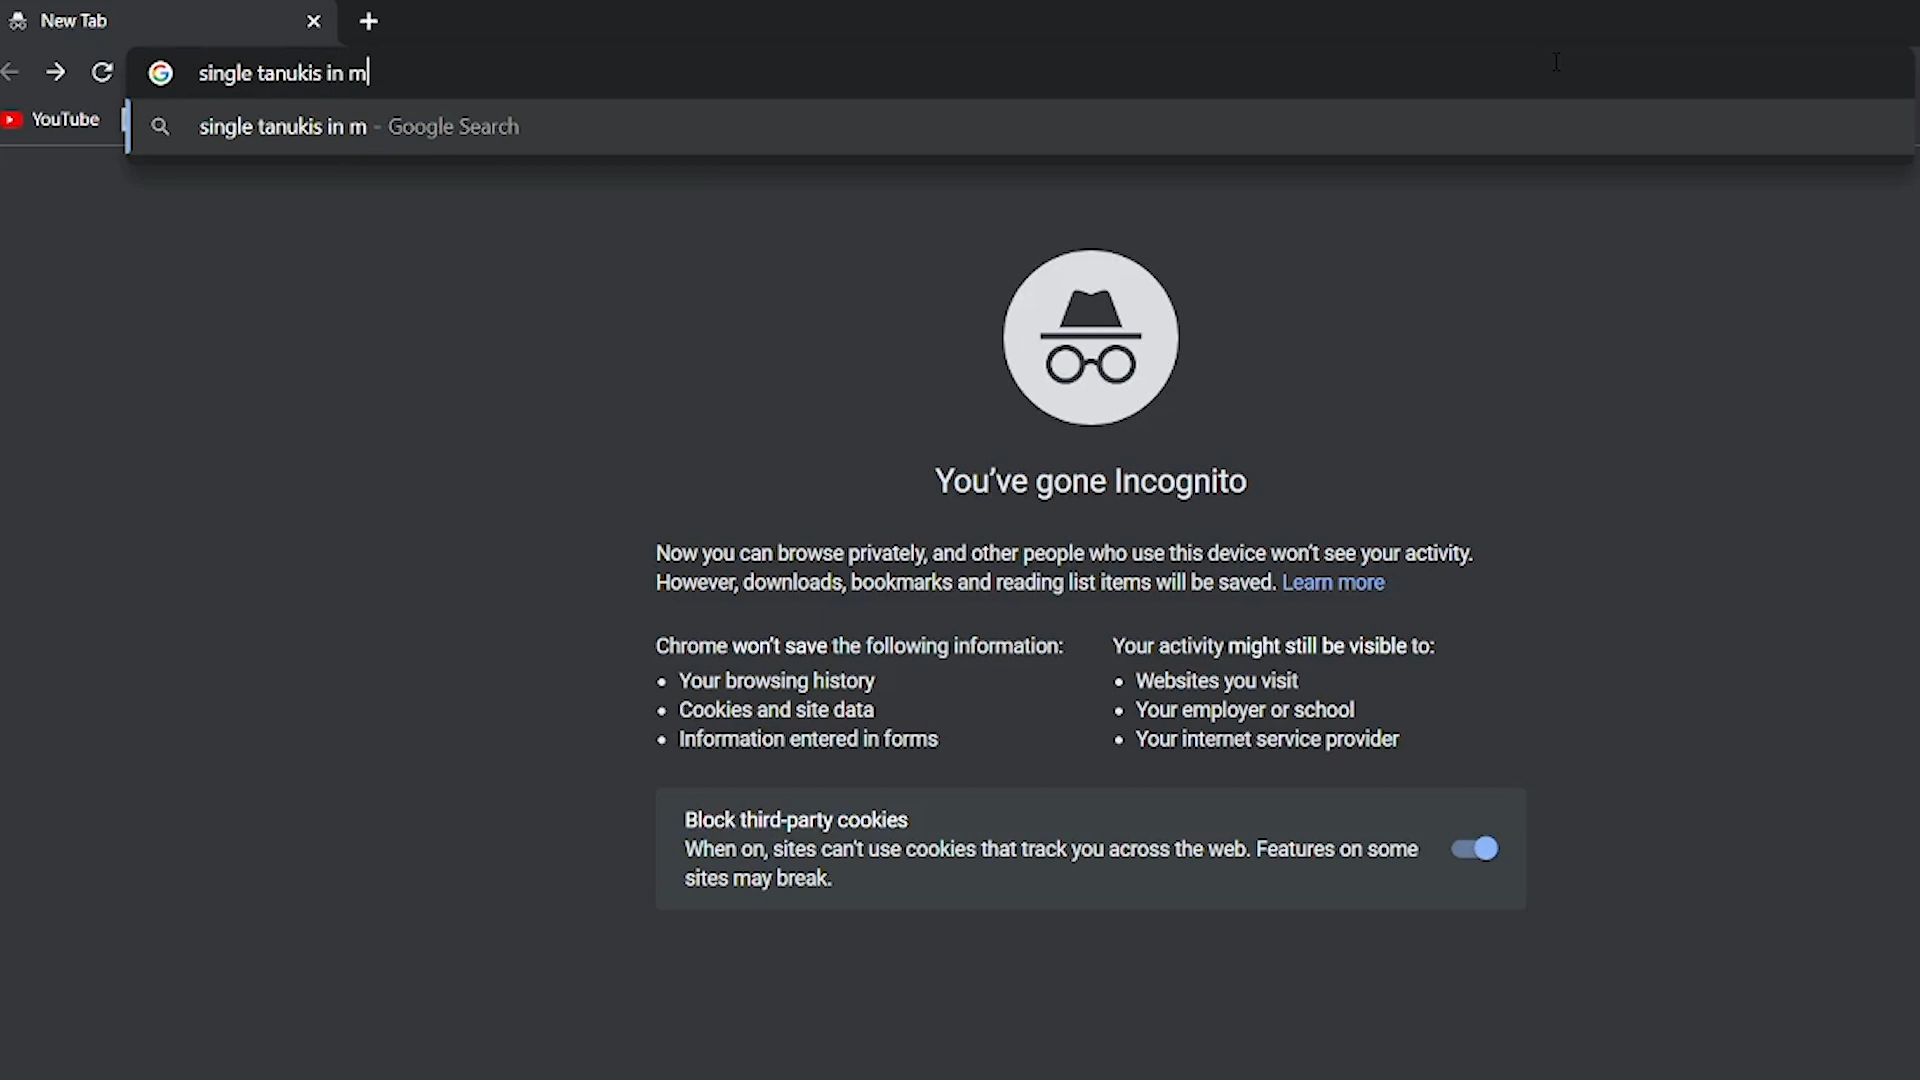 New Tab
single tanukis in m
YouTube
single tanukis in m - Google Search
You've gone Incognito
Now you can browse privately, and other people who use this device won't see your activity.
However, downloads, bookmarks and reading list items will be saved. Learn more
Chrome won't save the following information:
Your browsing history
Cookies and site data
Information entered in forms
Your activity might still be visible to:
Websites you visit
Your employer or school
Your internet service provider
Block third-party cookies
When on, sites can't use cookies that track you across the web. Features on some
sites may break.